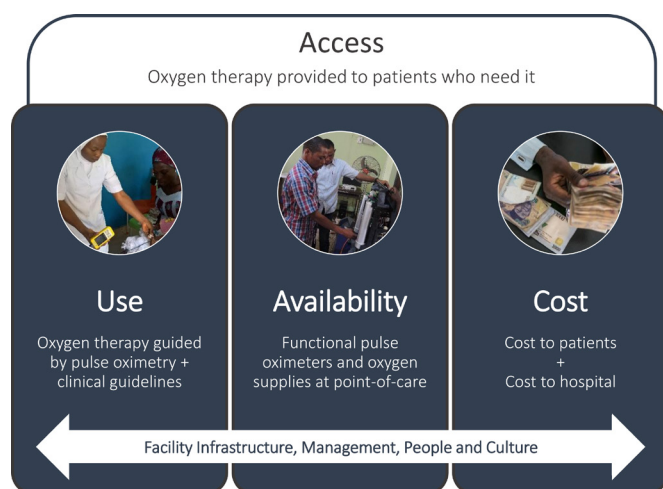 Access
Oxygen therapy provided to patients who need it
Use
Oxygen therapy guided
by pulse oximetry +
clinical guidelines
Availability
Functional pulse
oximeters and oxygen
supplies at point-of-care
Cost
Cost to patients
+
Cost to hospital
Facility Infrastructure, Management, People and Culture